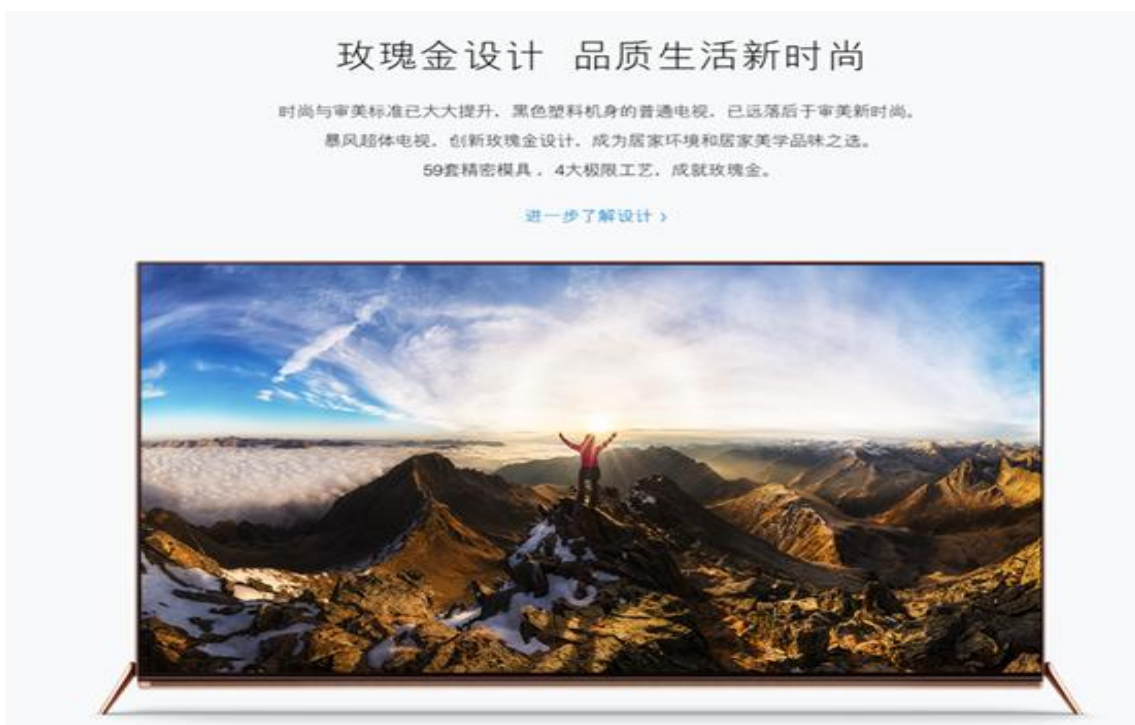 玫瑰金设计 品质生活新时尚
时尚与审美标准已大大提升，黑色塑料机身的普通电视，已远落后于审美新时尚。
暴风超体电视，创新玫瑰金设计，成为居家环境和居家美学品味之选。
59套精密模具，4大极限工艺，成就玫瑰金。
进一步了解设计 >